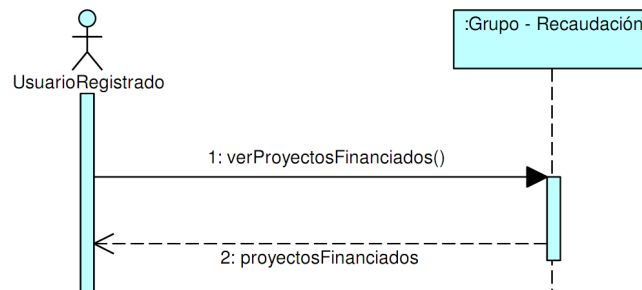 :Grupo - Recaudación
UsuarioRegistrado
1: verProyectosFinanciados()
2: proyectosFinanciados